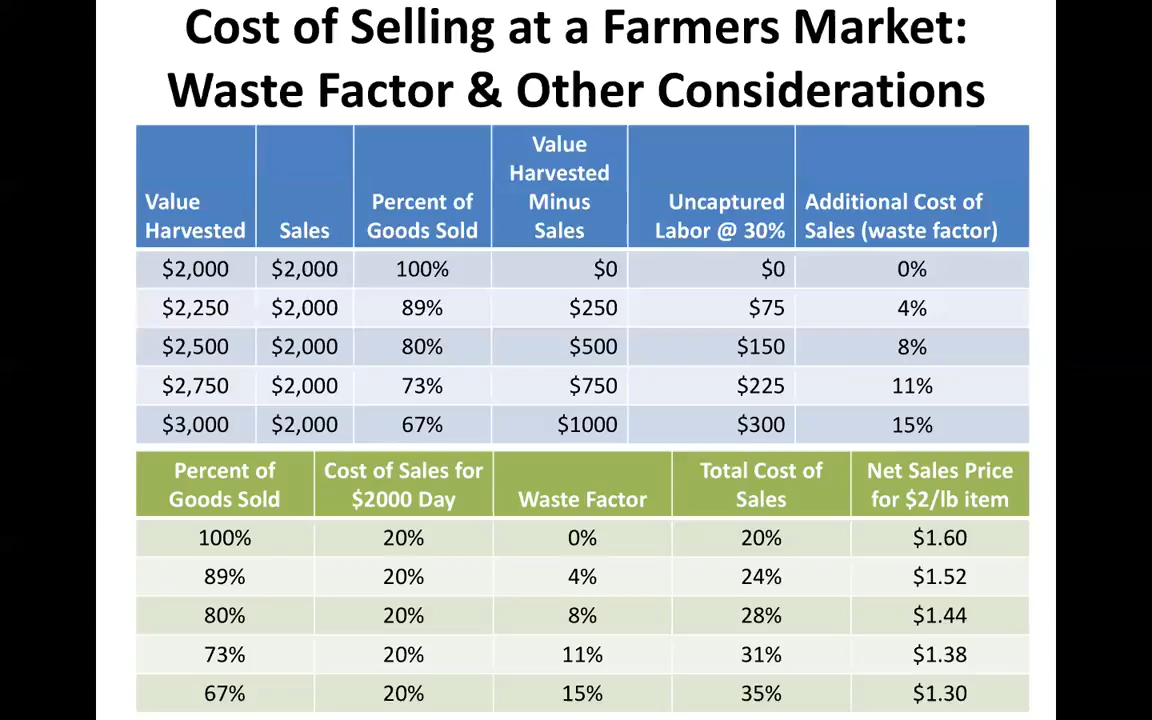 Cost of Selling at a Farmers Market:
Waste Factor & Other Considerations
Value Harvested | Sales | Percent of Goods Sold | Value Harvested Minus Sales | Uncaptured Labor @ 30% | Additional Cost of Sales (waste factor)
$2,000 | $2,000 | 100% | $0 | $0 | 0%
$2,250 | $2,000 | 89% | $250 | $75 | 4%
$2,500 | $2,000 | 80% | $500 | $150 | 8%
$2,750 | $2,000 | 73% | $750 | $225 | 11%
$3,000 | $2,000 | 67% | $1000 | $300 | 15%
Percent of Goods Sold | Cost of Sales for $2000 Day | Waste Factor | Total Cost of Sales | Net Sales Price for $2/lb item
100% | 20% | 0% | 20% | $1.60
89% | 20% | 4% | 24% | $1.52
80% | 20% | 8% | 28% | $1.44
73% | 20% | 11% | 31% | $1.38
67% | 20% | 15% | 35% | $1.30